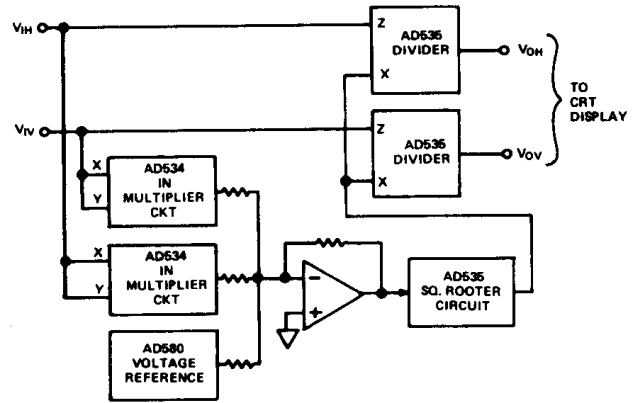 VIH
Z
AD535
DIVIDER
X
VOH
VIV
Z
AD535
DIVIDER
X
VOV
TO
CRT
DISPLAY
X
Y
AD534
IN
MULTIPLIER
CKT
X
Y
AD534
IN
MULTIPLIER
CKT
AD580
VOLTAGE
REFERENCE
−
+
AD535
SQ. ROOTER
CIRCUIT